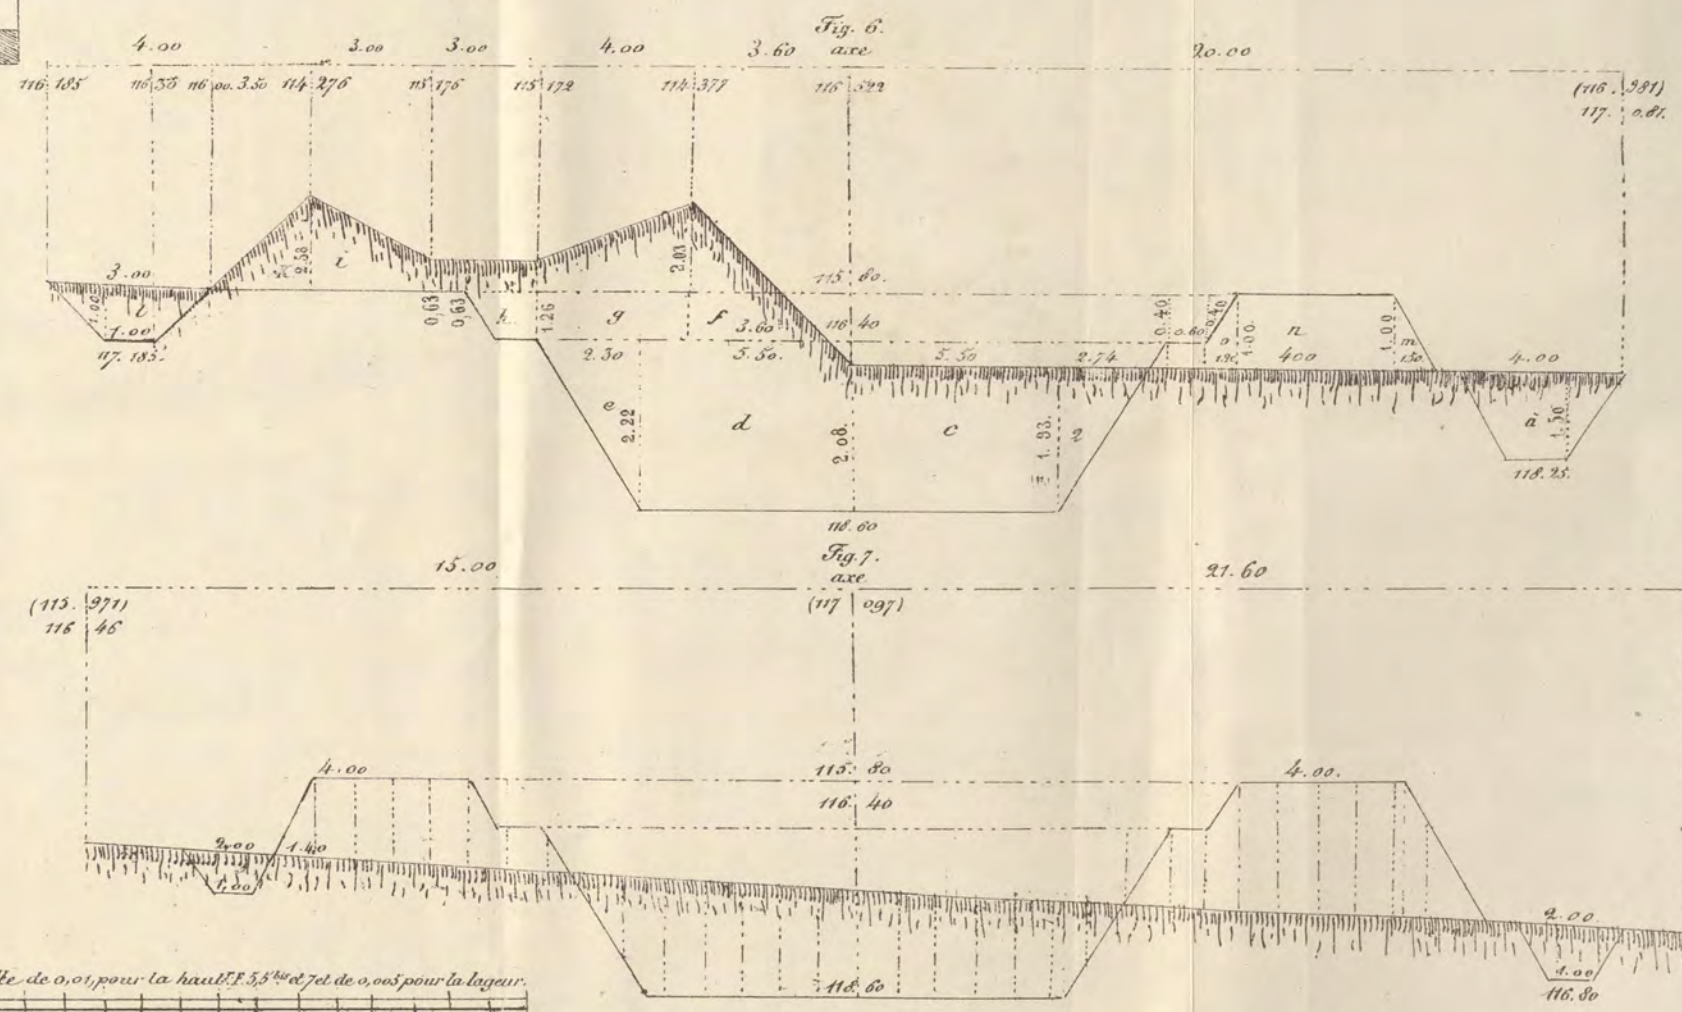 Fig. 6.
4.00 3.00 3.00 4.00 3.60 axe 20.00
116 185 116 38 116 00. 3.50 114 276 115 176 115 172 114 377 116 522 (116. 981)
117. 0.81.
3.00 2.58 i 2.03 115 80.
1.00 l 0,63 0,63 h 1.26 g f 3.60 116 40 0.40 0.60 0.40 1.00 n 1.00
1.00
117. 185. 2.30 5.50. 5.50 2.74 o 1.20. 400 m 1.50. 4.00
e 2.22 d 2.08 c 1.93. 2 a 1.50
118.25.
118.60
Fig. 7.
15.00 axe 21.60
(115. 971) (117 097)
116 46
4.00 115. 80 4.00.
116. 40
2.00 1.40
1.00 2.00
118.60 1.00
116.80
de 0,01, pour la haut.r F. 5, 5bis et 7 et de 0,005 pour la lageur.